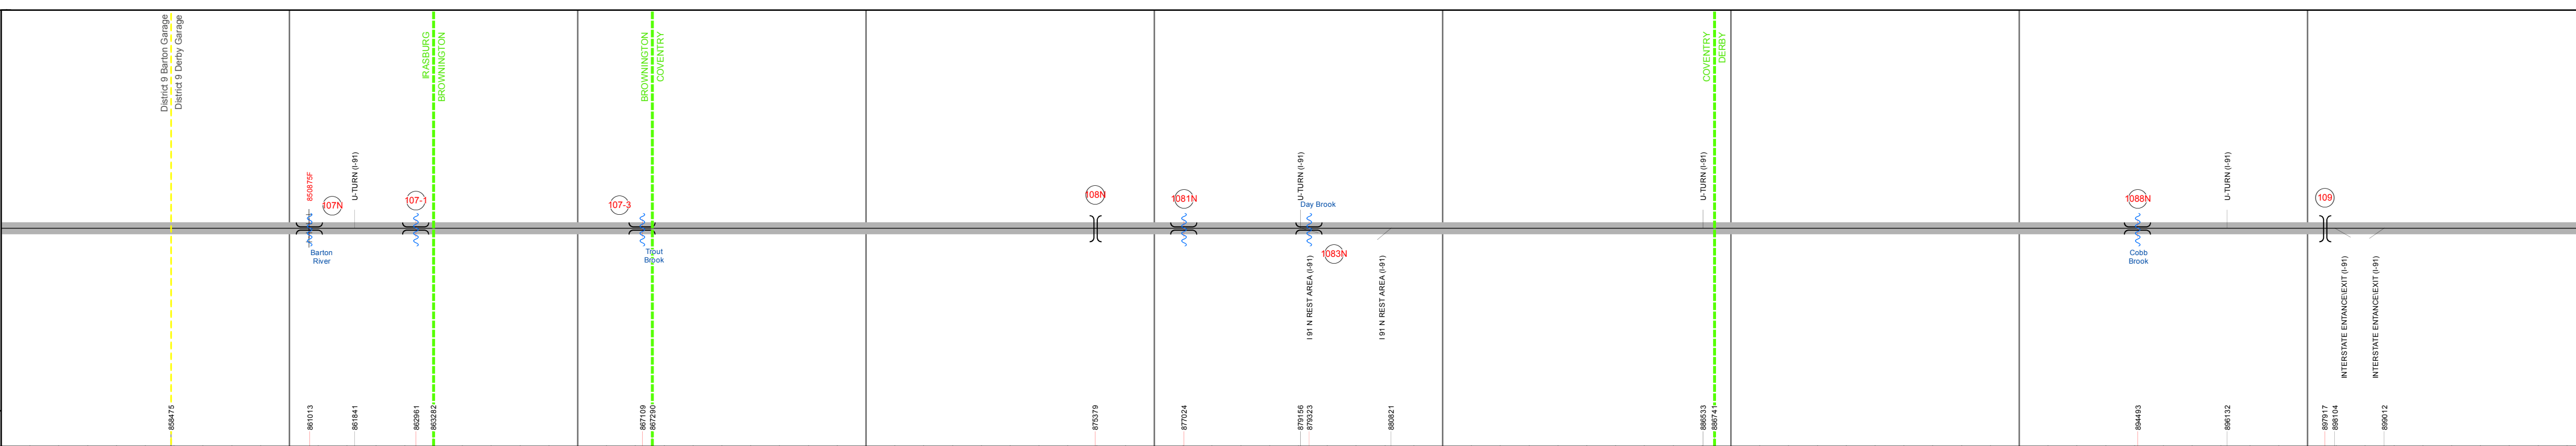 District 9 Barton Garage
District 9 Derby Garage
IRASBURG
BROWNINGTON
BROWNINGTON
COVENTRY
COVENTRY
DERBY
850875F
107N
U-TURN (I-91)
107-1
107-3
108N
1081N
U-TURN (I-91)
Day Brook
1083N
U-TURN (I-91)
1088N
U-TURN (I-91)
109
Barton
River
Trout
Brook
I 91 N REST AREA (I-91)
I 91 N REST AREA (I-91)
Cobb
Brook
INTERSTATE ENTANCE\EXIT (I-91)
INTERSTATE ENTANCE\EXIT (I-91)
858475
861013
861841
862961
863282
867109
867290
875379
877024
879156
879323
880821
886533
886741
894493
896132
897917
898104
899012